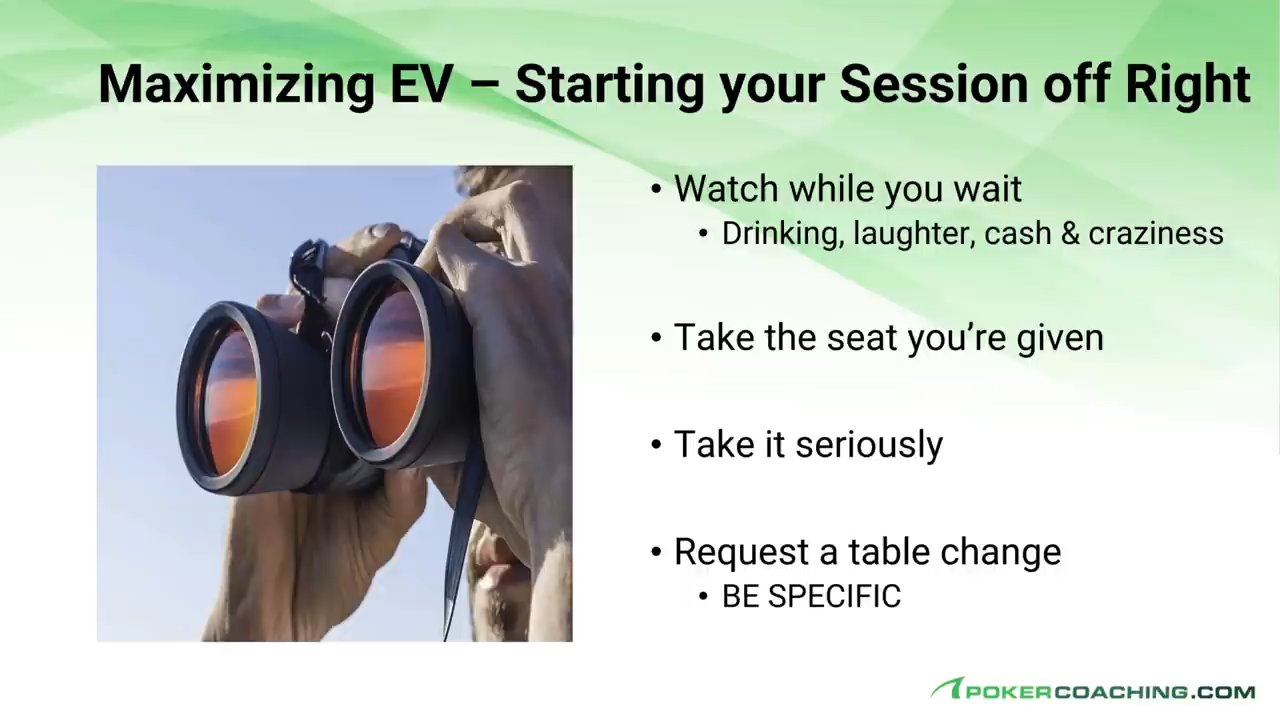 Maximizing EV – Starting your Session off Right
• Watch while you wait
• Drinking, laughter, cash & craziness
• Take the seat you’re given
• Take it seriously
• Request a table change
• BE SPECIFIC
POKERCOACHING.COM